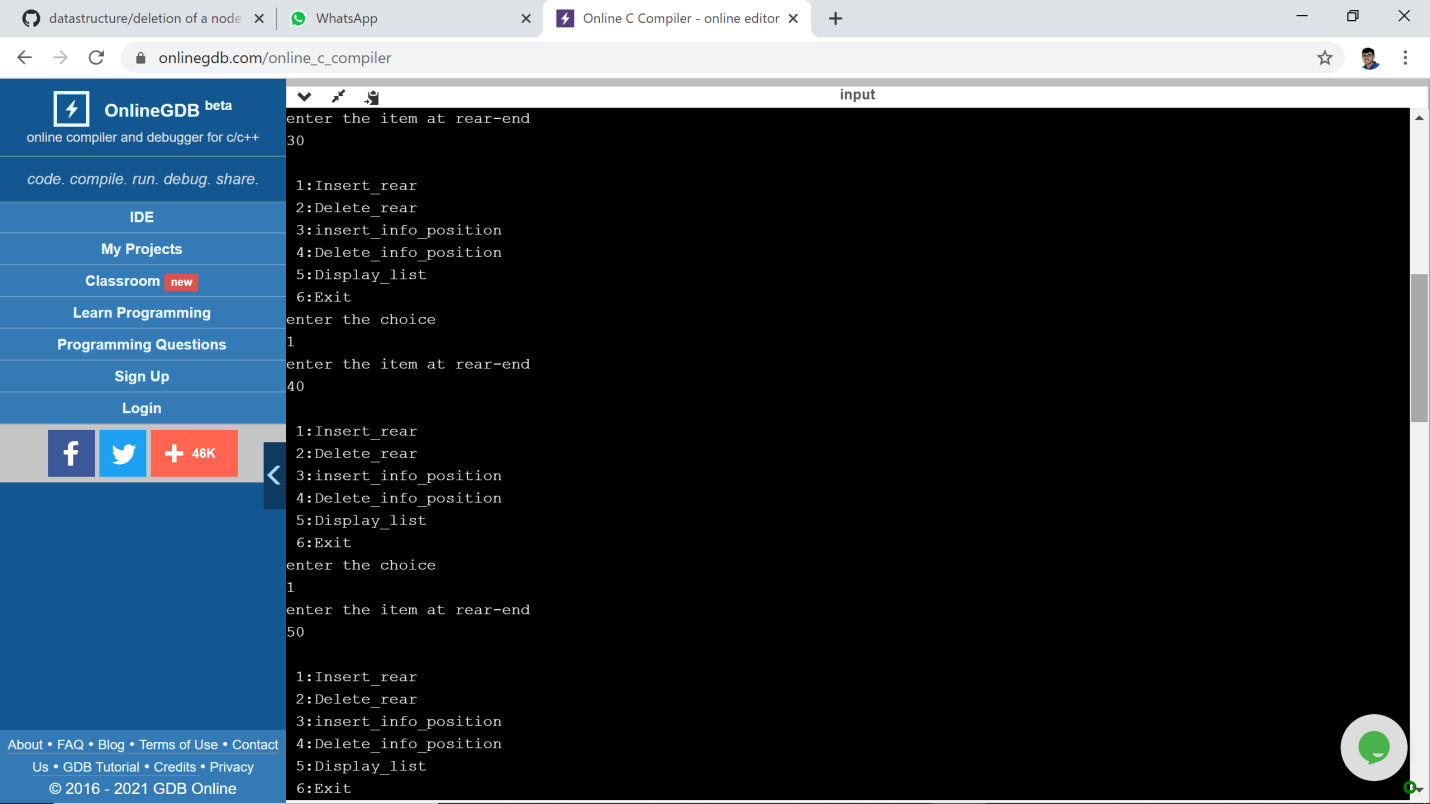 datastructure/deletion of a node
WhatsApp
Online C Compiler - online editor
onlinegdb.com/online_c_compiler
OnlineGDB beta
online compiler and debugger for c/c++
code. compile. run. debug. share.
IDE
My Projects
Classroom new
Learn Programming
Programming Questions
Sign Up
Login
46K
About • FAQ • Blog • Terms of Use • Contact
Us • GDB Tutorial • Credits • Privacy
© 2016 - 2021 GDB Online
input
enter the item at rear-end
30
1:Insert_rear
2:Delete_rear
3:insert_info_position
4:Delete_info_position
5:Display_list
6:Exit
enter the choice
1
enter the item at rear-end
40
1:Insert_rear
2:Delete_rear
3:insert_info_position
4:Delete_info_position
5:Display_list
6:Exit
enter the choice
1
enter the item at rear-end
50
1:Insert_rear
2:Delete_rear
3:insert_info_position
4:Delete_info_position
5:Display_list
6:Exit